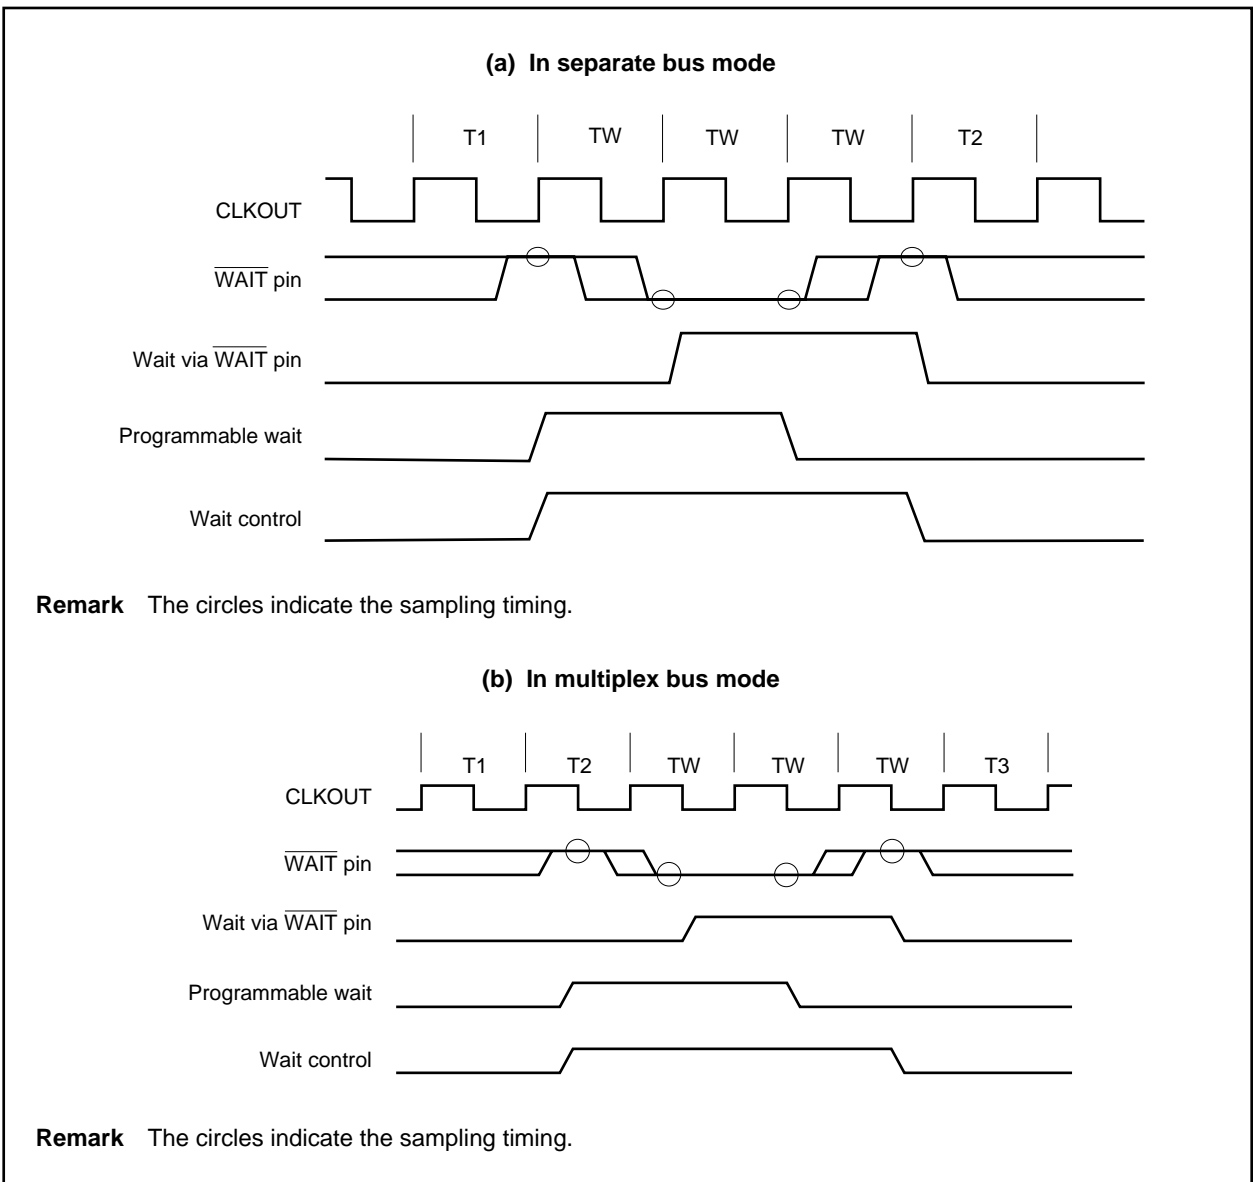 (a) In separate bus mode
T1 TW TW TW T2
CLKOUT
WAIT pin
Wait via WAIT pin
Programmable wait
Wait control
Remark The circles indicate the sampling timing.
(b) In multiplex bus mode
T1 T2 TW TW TW T3
CLKOUT
WAIT pin
Wait via WAIT pin
Programmable wait
Wait control
Remark The circles indicate the sampling timing.